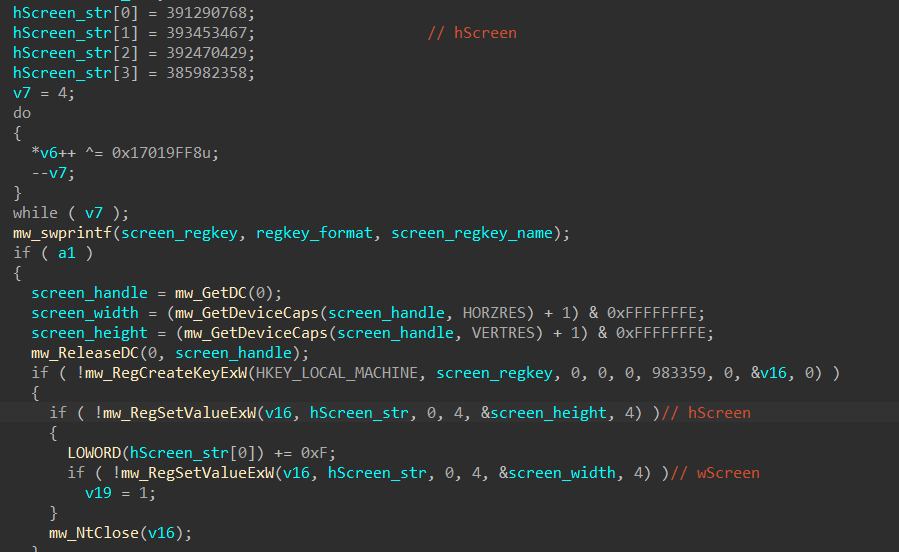 hScreen_str[0] = 391290768;
hScreen_str[1] = 393453467; // hScreen
hScreen_str[2] = 392470429;
hScreen_str[3] = 385982358;
v7 = 4;
do
{
*v6++ ^= 0x17019FF8u;
--v7;
}
while ( v7 );
mw_swprintf(screen_regkey, regkey_format, screen_regkey_name);
if ( a1 )
{
screen_handle = mw_GetDC(0);
screen_width = (mw_GetDeviceCaps(screen_handle, HORZRES) + 1) & 0xFFFFFFFE;
screen_height = (mw_GetDeviceCaps(screen_handle, VERTRES) + 1) & 0xFFFFFFFE;
mw_ReleaseDC(0, screen_handle);
if ( !mw_RegCreateKeyExW(HKEY_LOCAL_MACHINE, screen_regkey, 0, 0, 0, 983359, 0, &v16, 0) )
{
if ( !mw_RegSetValueExW(v16, hScreen_str, 0, 4, &screen_height, 4) )// hScreen
{
LOWORD(hScreen_str[0]) += 0xF;
if ( !mw_RegSetValueExW(v16, hScreen_str, 0, 4, &screen_width, 4) )// wScreen
v19 = 1;
}
mw_NtClose(v16);